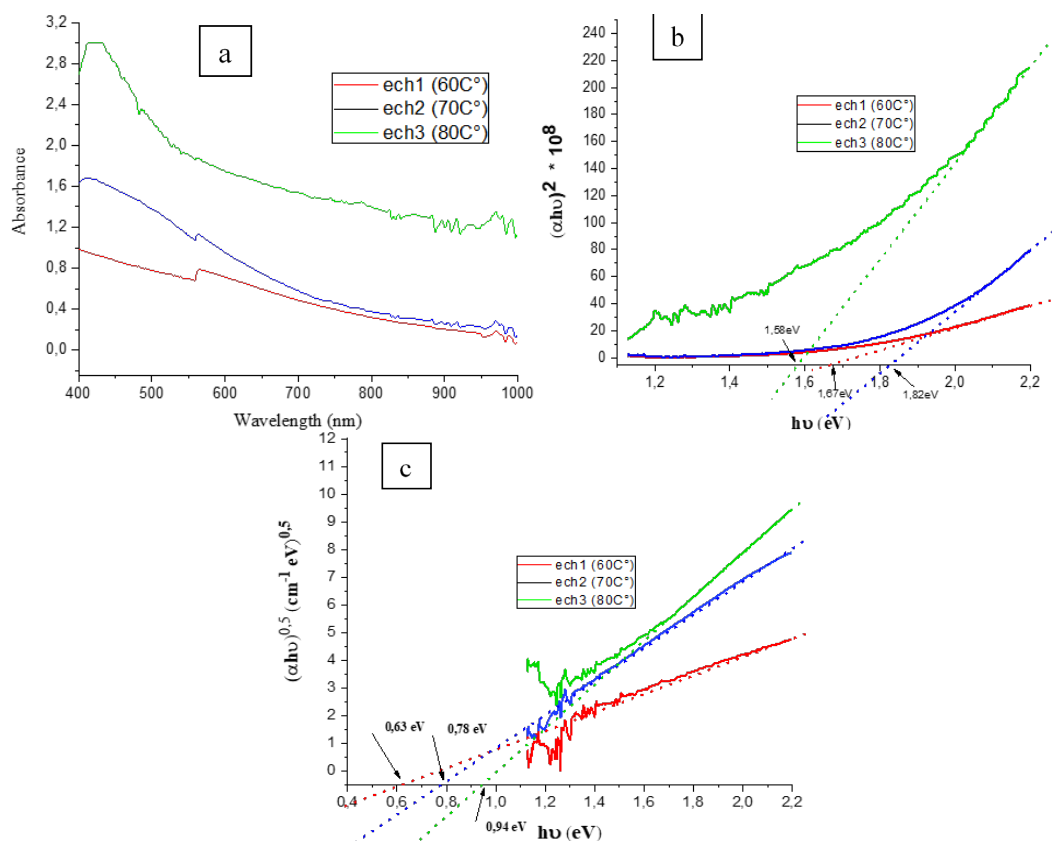 a
3,2
2,8
2,4
2,0
1,6
1,2
0,8
0,4
0,0
Absorbance
ech1 (60C°)
ech2 (70C°)
ech3 (80C°)
400
500
600
700
800
900
1000
Wavelength (nm)
b
220
200
180
160
140
120
100
80
60
40
20
0
(αhυ)² * 10⁸
ech1 (60C°)
ech2 (70C°)
ech3 (80C°)
1,58eV
1,67eV
1,82eV
1,2
1,4
1,6
1,8
2,0
2,2
hυ (eV)
c
12
11
10
9
8
7
6
5
4
3
2
1
0
(αhυ)^0,5 (cm⁻¹ eV)^0,5
ech1 (60C°)
ech2 (70C°)
ech3 (80C°)
0,63 eV
0,78 eV
0,94 eV
0,4
0,6
0,8
1,0
1,2
1,4
1,6
1,8
2,0
2,2
hυ (eV)